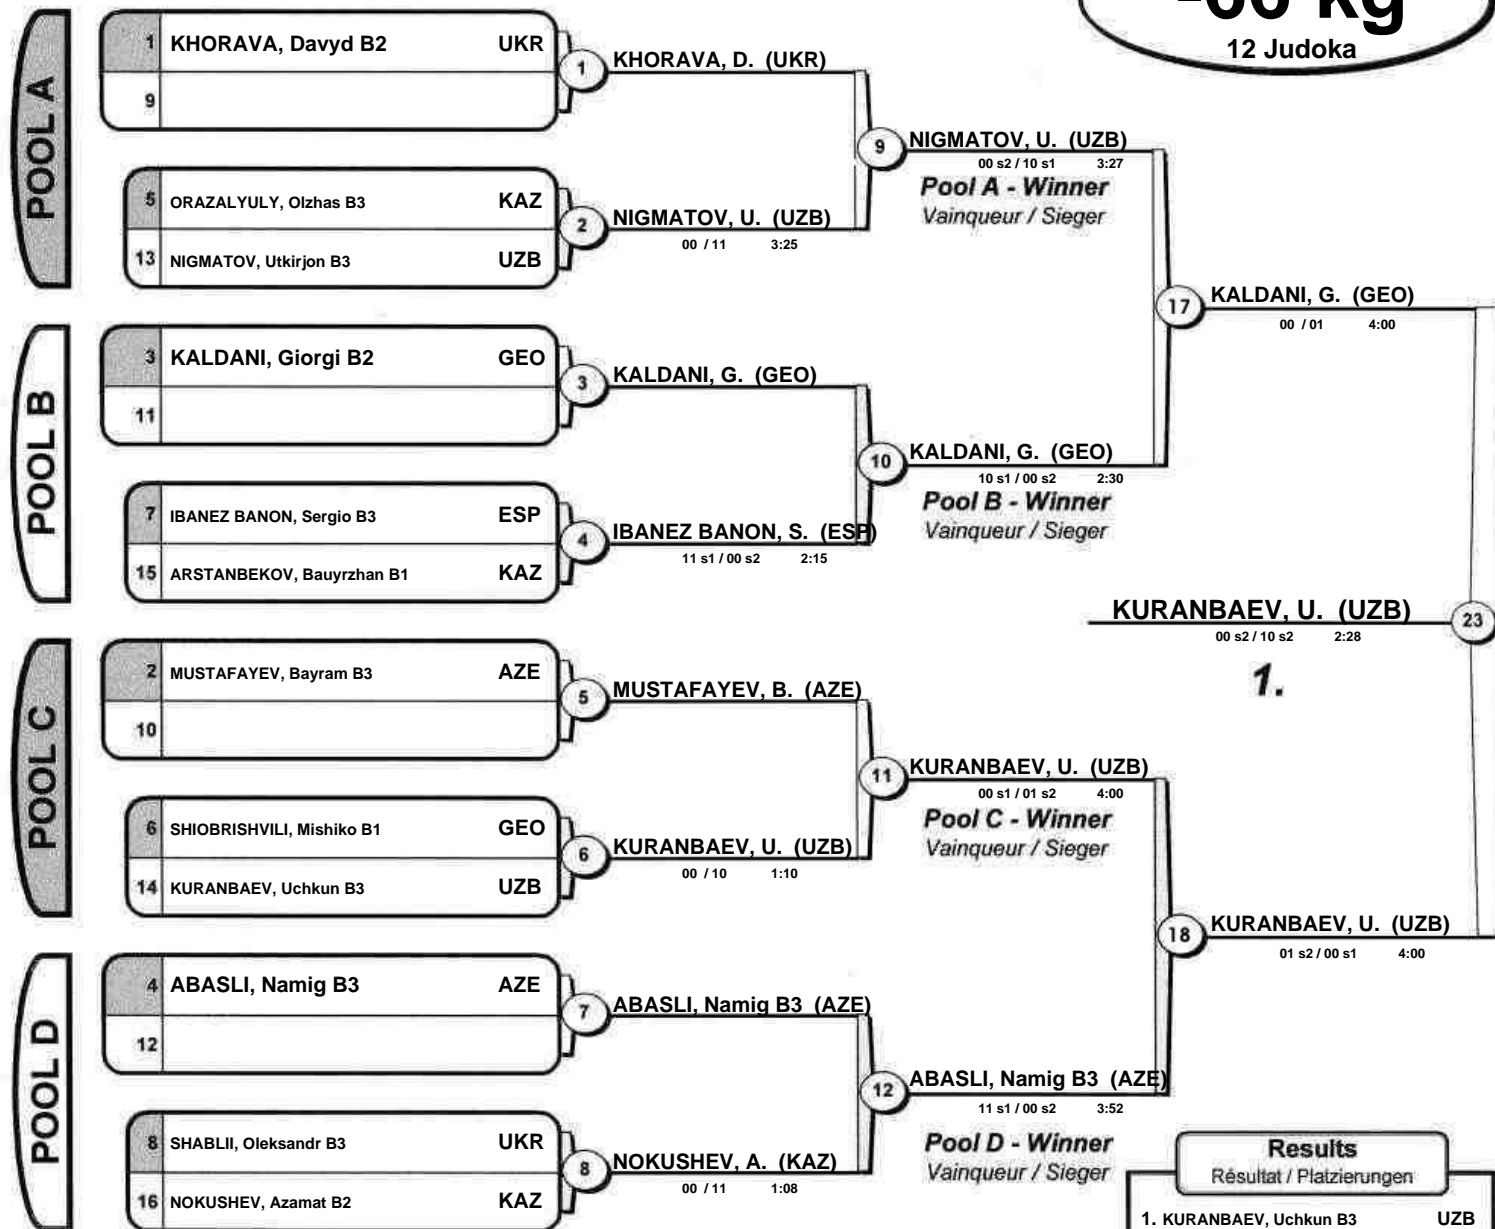 12 Judoka
POOL A
1 KHORAVA, Davyd B2 UKR
9
1 KHORAVA, D. (UKR)
5 ORAZALYULY, Olzhas B3 KAZ
13 NIGMATOV, Utkirjon B3 UZB
2 NIGMATOV, U. (UZB)
00 / 11 3:25
9 NIGMATOV, U. (UZB)
00 s2 / 10 s1 3:27
Pool A - Winner
Vainqueur / Sieger
POOL B
3 KALDANI, Giorgi B2 GEO
11
3 KALDANI, G. (GEO)
7 IBANEZ BANON, Sergio B3 ESP
15 ARSTANBEKOV, Bauyrzhan B1 KAZ
4 IBANEZ BANON, S. (ESP)
11 s1 / 00 s2 2:15
10 KALDANI, G. (GEO)
10 s1 / 00 s2 2:30
Pool B - Winner
Vainqueur / Sieger
17 KALDANI, G. (GEO)
00 / 01 4:00
KURANBAEV, U. (UZB) 23
00 s2 / 10 s2 2:28
1.
POOL C
2 MUSTAFAYEV, Bayram B3 AZE
10
5 MUSTAFAYEV, B. (AZE)
6 SHIOBRISHVILI, Mishiko B1 GEO
14 KURANBAEV, Uchkun B3 UZB
6 KURANBAEV, U. (UZB)
00 / 10 1:10
11 KURANBAEV, U. (UZB)
00 s1 / 01 s2 4:00
Pool C - Winner
Vainqueur / Sieger
18 KURANBAEV, U. (UZB)
01 s2 / 00 s1 4:00
POOL D
4 ABASLI, Namig B3 AZE
12
7 ABASLI, Namig B3 (AZE)
8 SHABLII, Oleksandr B3 UKR
16 NOKUSHEV, Azamat B2 KAZ
8 NOKUSHEV, A. (KAZ)
00 / 11 1:08
12 ABASLI, Namig B3 (AZE)
11 s1 / 00 s2 3:52
Pool D - Winner
Vainqueur / Sieger
Results
Résultat / Platzierungen
1. KURANBAEV, Uchkun B3 UZB